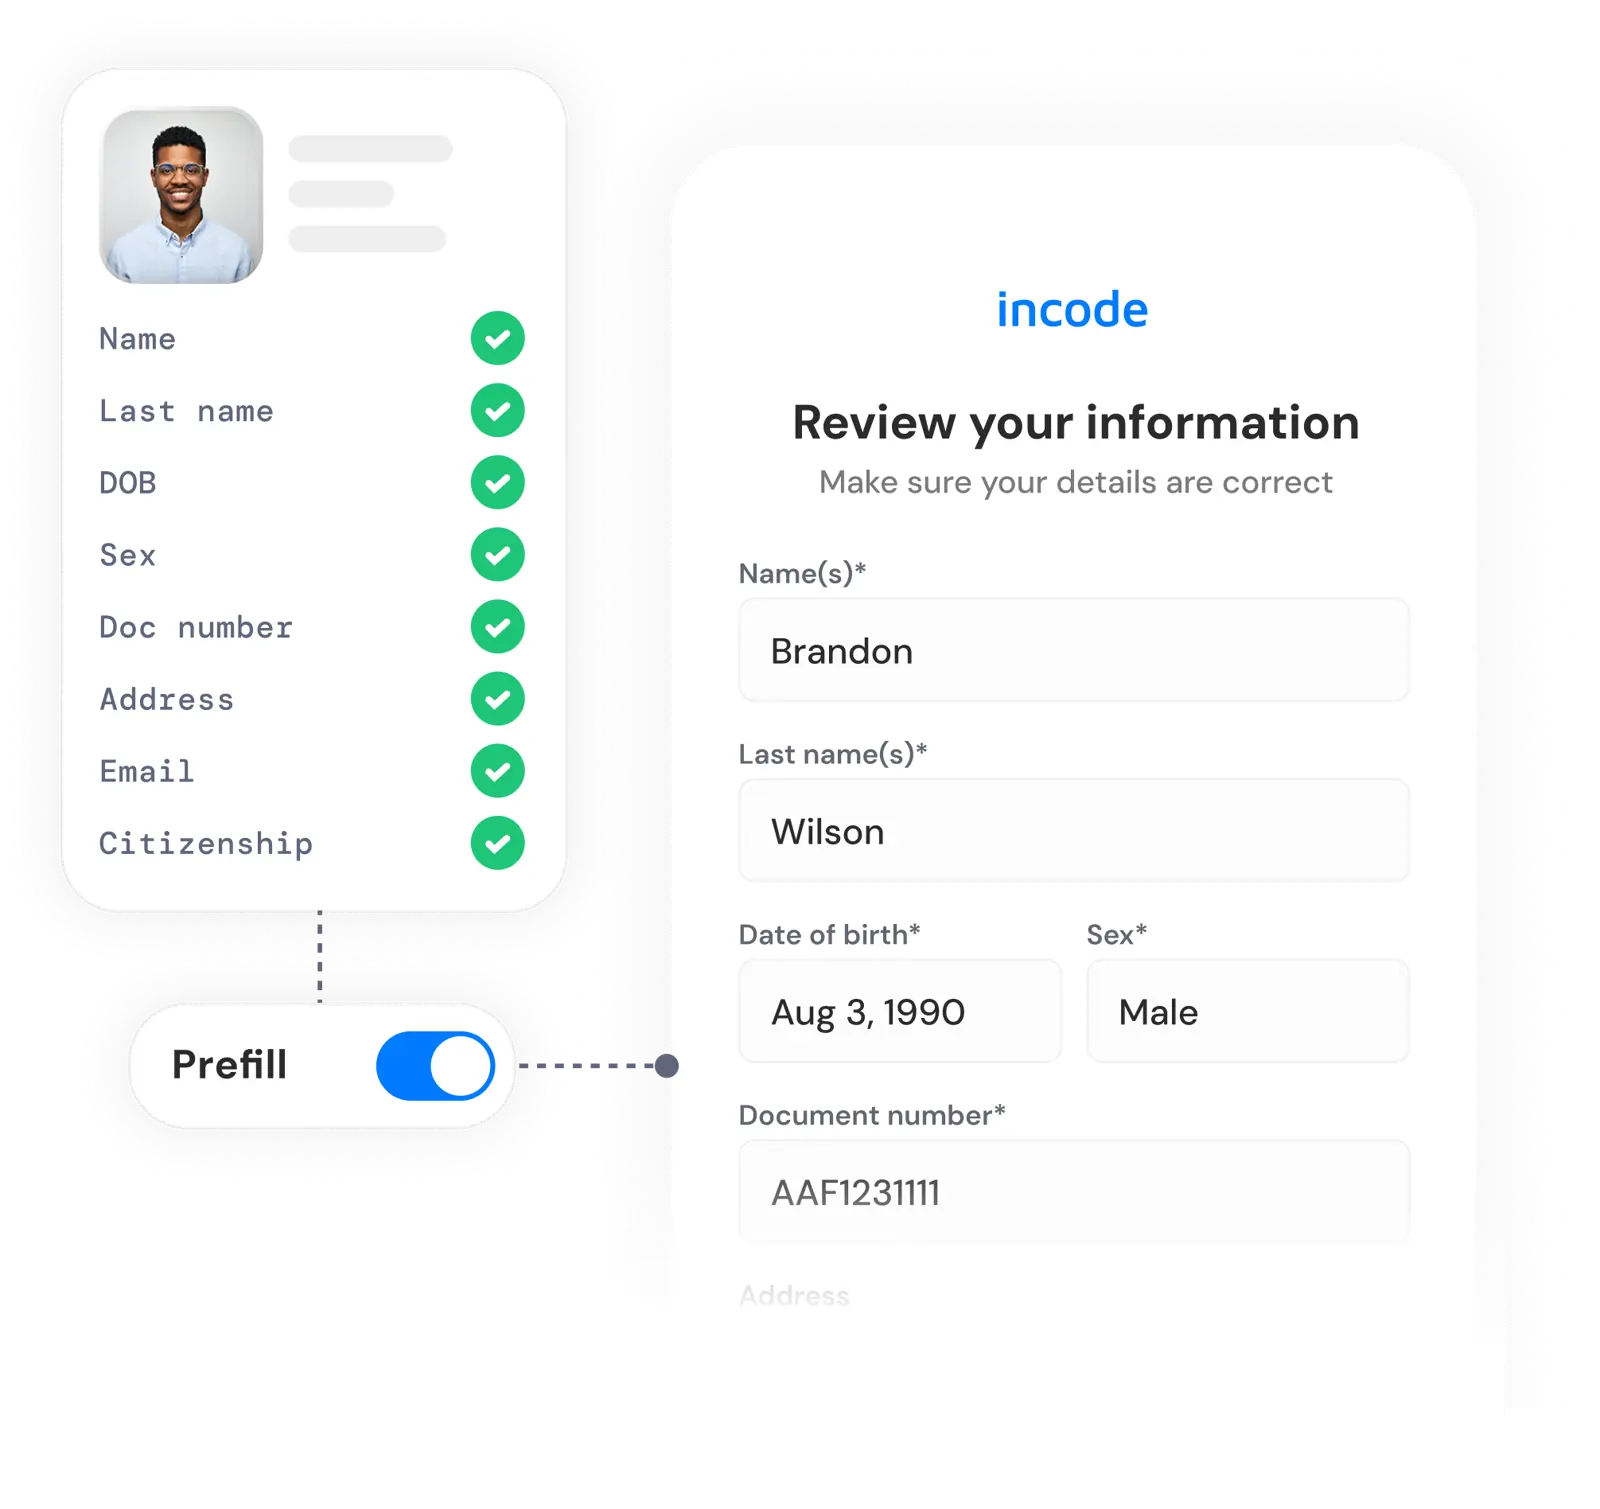 Name
Last name
DOB
Sex
Doc number
Address
Email
Citizenship
Prefill
incode
Review your information
Make sure your details are correct
Name(s)*
Brandon
Last name(s)*
Wilson
Date of birth*
Sex*
Aug 3, 1990
Male
Document number*
AAF1231111
Address